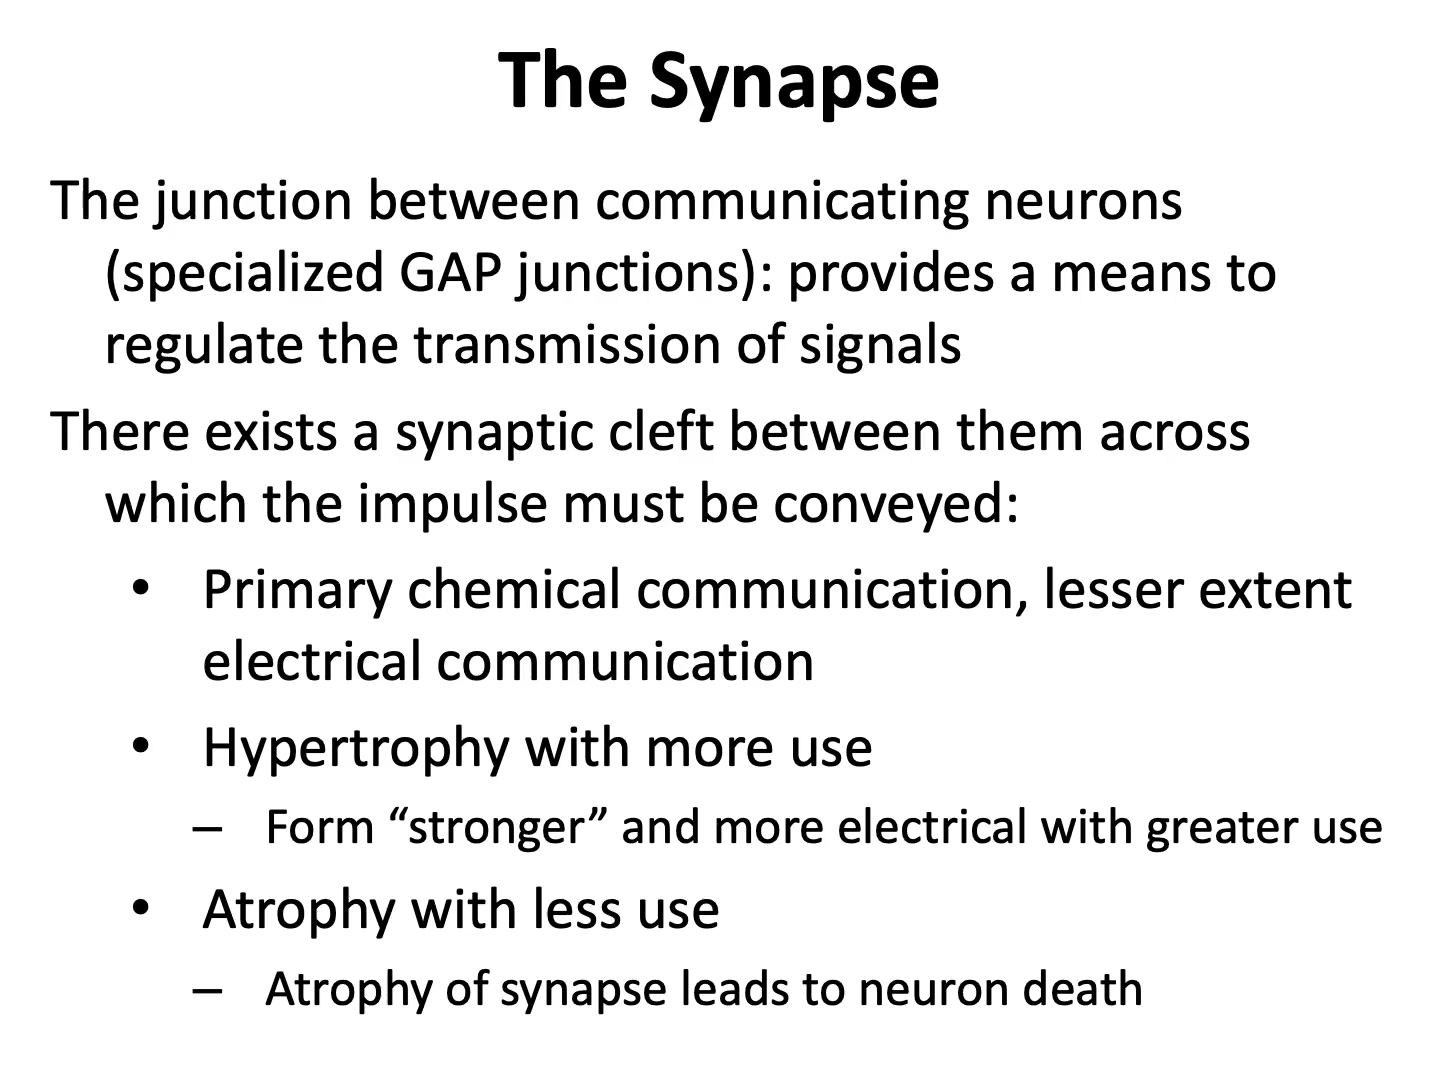 The Synapse
The junction between communicating neurons
(specialized GAP junctions): provides a means to
regulate the transmission of signals
There exists a synaptic cleft between them across
which the impulse must be conveyed:
• Primary chemical communication, lesser extent
electrical communication
• Hypertrophy with more use
– Form “stronger” and more electrical with greater use
• Atrophy with less use
– Atrophy of synapse leads to neuron death